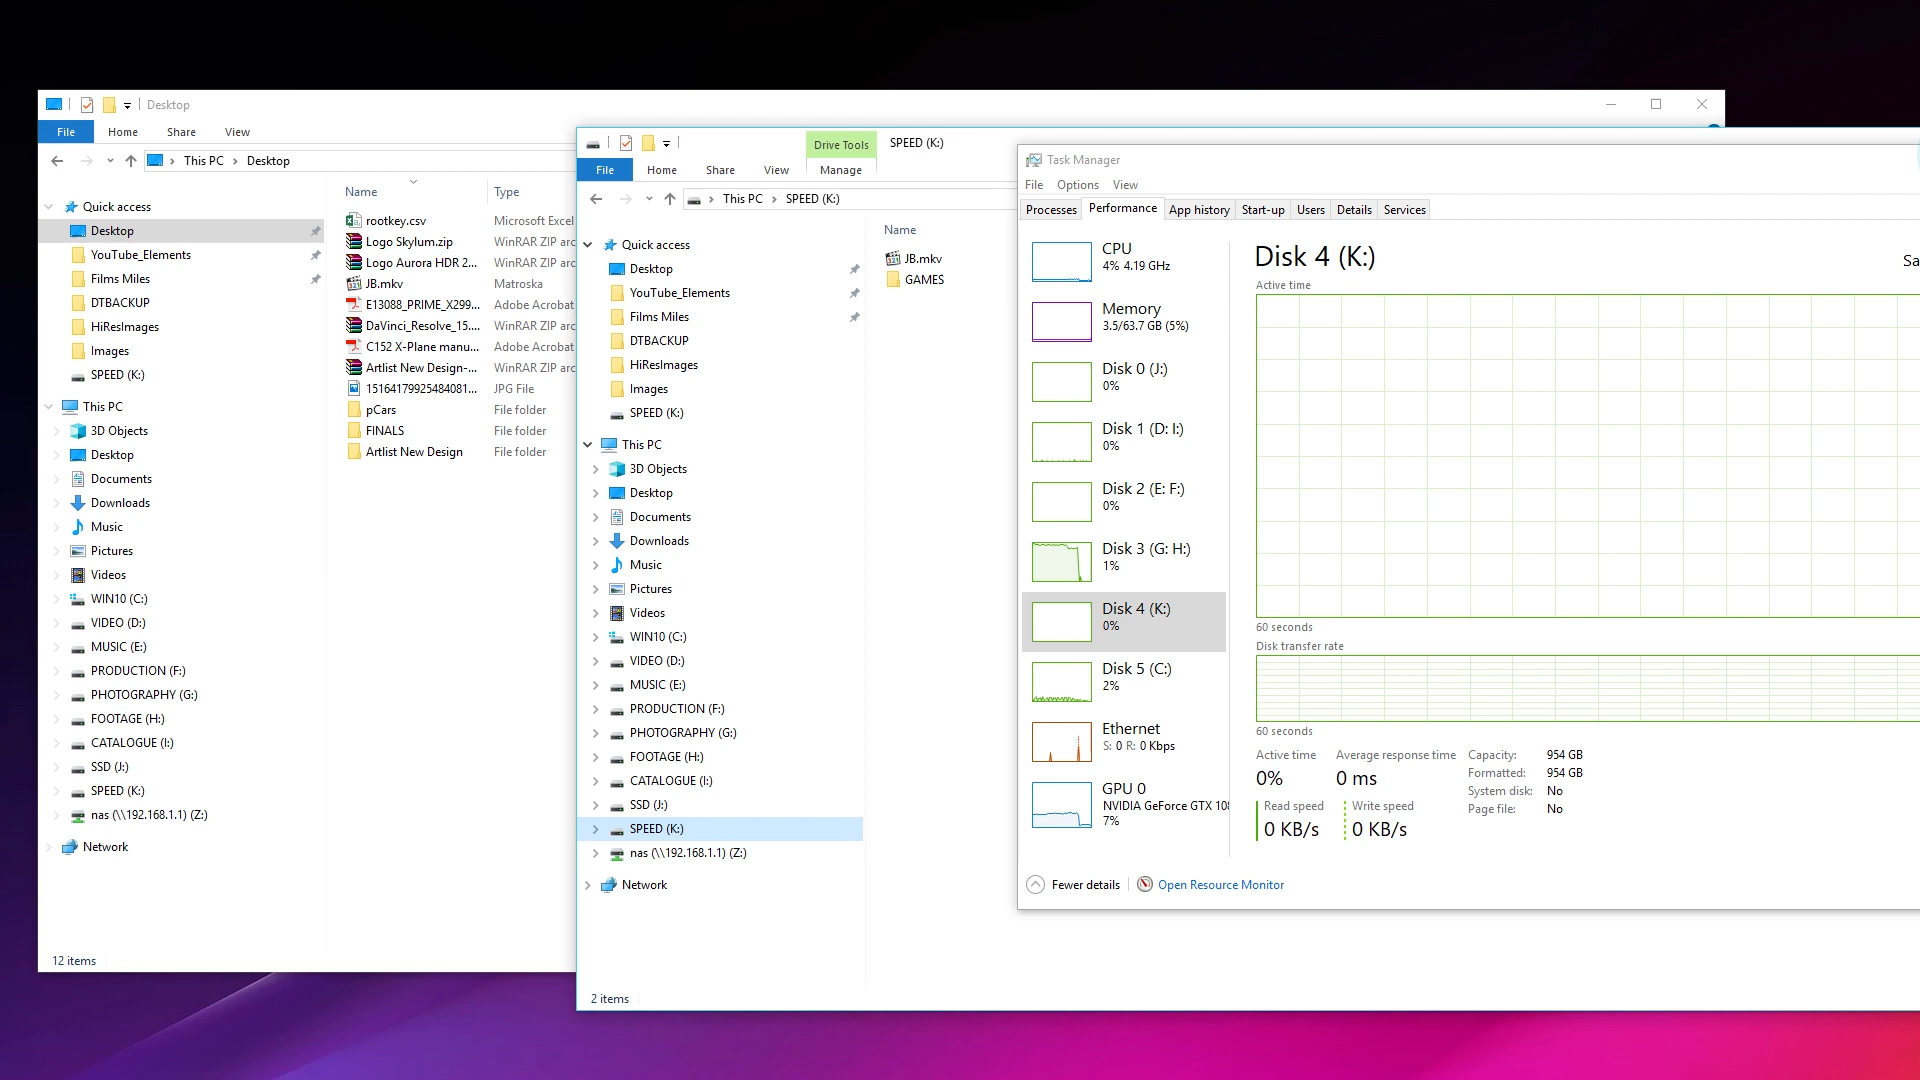 Desktop
File Home Share View
This PC Desktop
Name Type
Quick access
Desktop
YouTube_Elements
Films Miles
DTBACKUP
HiResImages
Images
SPEED (K:)
This PC
3D Objects
Desktop
Documents
Downloads
Music
Pictures
Videos
WIN10 (C:)
VIDEO (D:)
MUSIC (E:)
PRODUCTION (F:)
PHOTOGRAPHY (G:)
FOOTAGE (H:)
CATALOGUE (I:)
SSD (J:)
SPEED (K:)
nas (\\192.168.1.1) (Z:)
Network
rootkey.csv Microsoft Excel
Logo Skylum.zip WinRAR ZIP arc
Logo Aurora HDR 2... WinRAR ZIP arc
JB.mkv Matroska
E13088_PRIME_X299... Adobe Acrobat
DaVinci_Resolve_15.... WinRAR ZIP arc
C152 X-Plane manu... Adobe Acrobat
Artlist New Design-... WinRAR ZIP arc
15164179925484081... JPG File
pCars File folder
FINALS File folder
Artlist New Design File folder
12 items
Drive Tools SPEED (K:)
File Home Share View Manage
This PC SPEED (K:)
Quick access
Desktop
YouTube_Elements
Films Miles
DTBACKUP
HiResImages
Images
SPEED (K:)
This PC
3D Objects
Desktop
Documents
Downloads
Music
Pictures
Videos
WIN10 (C:)
VIDEO (D:)
MUSIC (E:)
PRODUCTION (F:)
PHOTOGRAPHY (G:)
FOOTAGE (H:)
CATALOGUE (I:)
SSD (J:)
SPEED (K:)
nas (\\192.168.1.1) (Z:)
Network
Name
JB.mkv
GAMES
2 items
Task Manager
File Options View
Processes Performance App history Start-up Users Details Services
CPU
4% 4.19 GHz
Memory
3.5/63.7 GB (5%)
Disk 0 (J:)
0%
Disk 1 (D: I:)
0%
Disk 2 (E: F:)
0%
Disk 3 (G: H:)
1%
Disk 4 (K:)
0%
Disk 5 (C:)
2%
Ethernet
S: 0 R: 0 Kbps
GPU 0
NVIDIA GeForce GTX 108
7%
Disk 4 (K:) Sa
Active time
60 seconds
Disk transfer rate
60 seconds
Active time Average response time
0% 0 ms
Read speed Write speed
0 KB/s 0 KB/s
Capacity: 954 GB
Formatted: 954 GB
System disk: No
Page file: No
Fewer details Open Resource Monitor